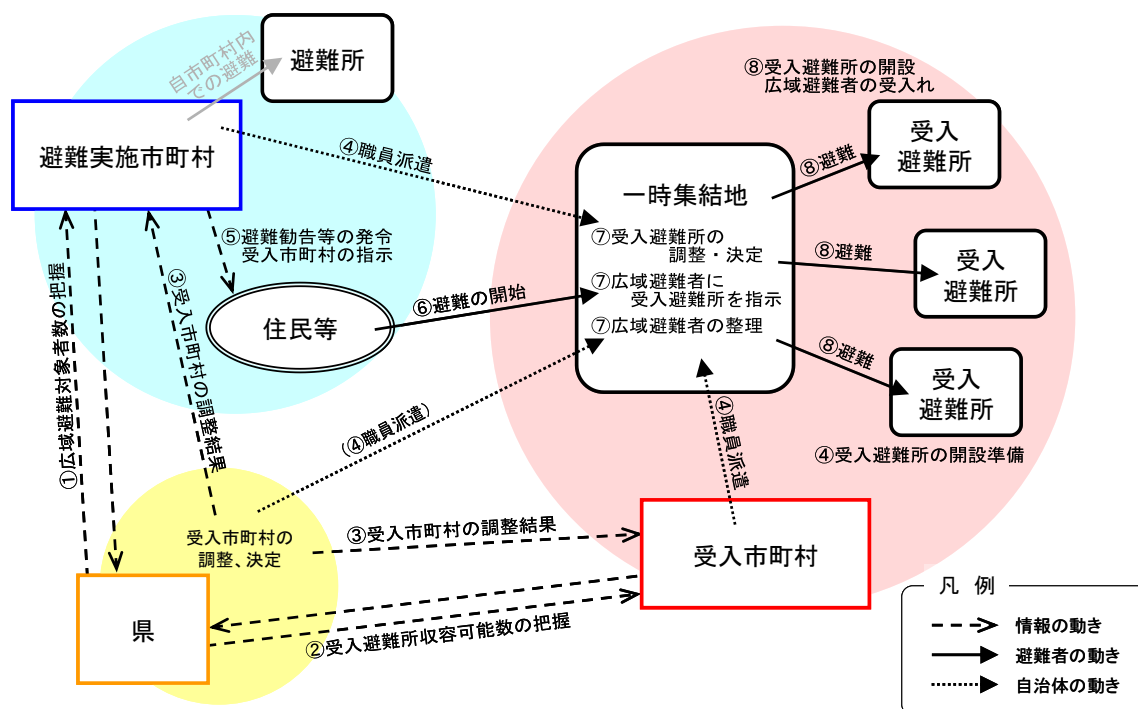 自市町村内
での避難
避難所
避難実施市町村
④職員派遣
⑤避難勧告等の発令
受入市町村の指示
住民等
⑥避難の開始
①広域避難対象者数の把握
③受入市町村の調整結果
(④職員派遣)
受入市町村の
調整、決定
県
③受入市町村の調整結果
②受入避難所収容可能数の把握
⑧受入避難所の開設
広域避難者の受入れ
一時集結地
⑦受入避難所の
調整・決定
⑦広域避難者に
受入避難所を指示
⑦広域避難者の整理
⑧避難
受入
避難所
⑧避難
受入
避難所
⑧避難
受入
避難所
④受入避難所の開設準備
④職員派遣
受入市町村
凡 例
情報の動き
避難者の動き
自治体の動き